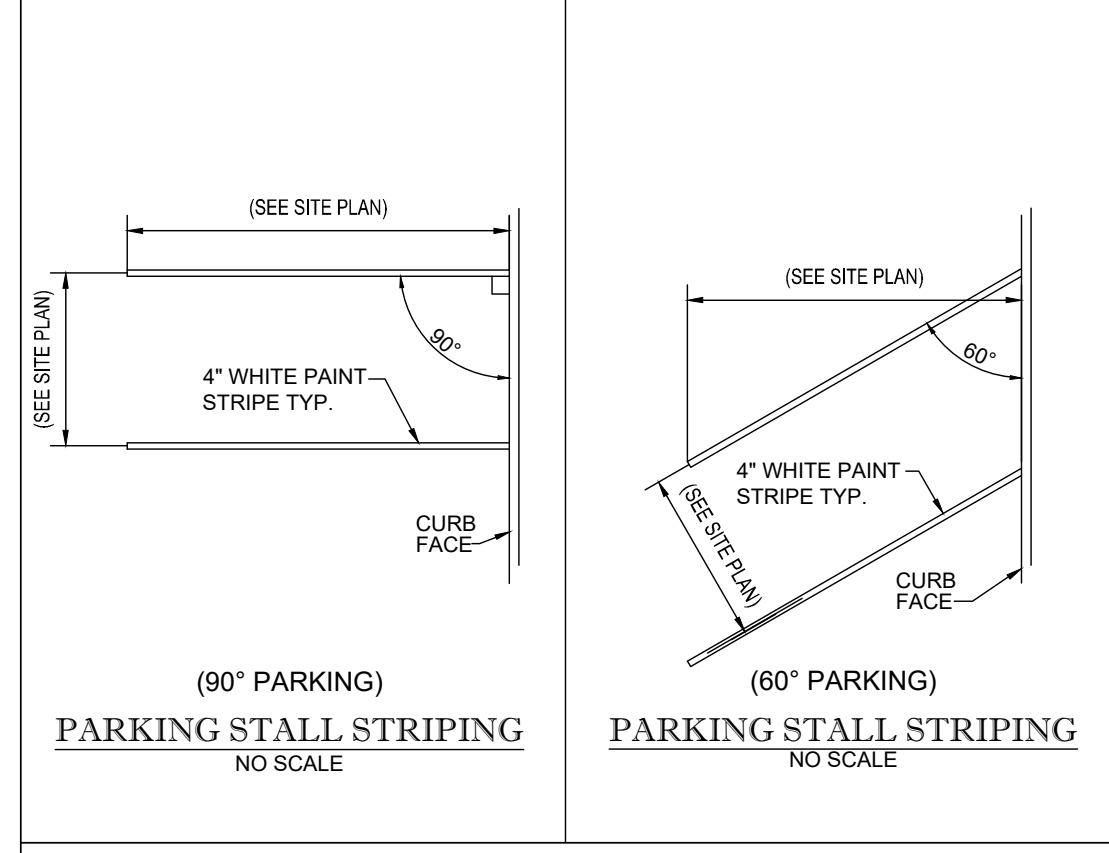 (SEE SITE PLAN)
(SEE SITE PLAN)
90°
4" WHITE PAINT
STRIPE TYP.
CURB
FACE
(90° PARKING)
PARKING STALL STRIPING
NO SCALE
(SEE SITE PLAN)
60°
4" WHITE PAINT
STRIPE TYP.
(SEE SITE PLAN)
CURB
FACE
(60° PARKING)
PARKING STALL STRIPING
NO SCALE